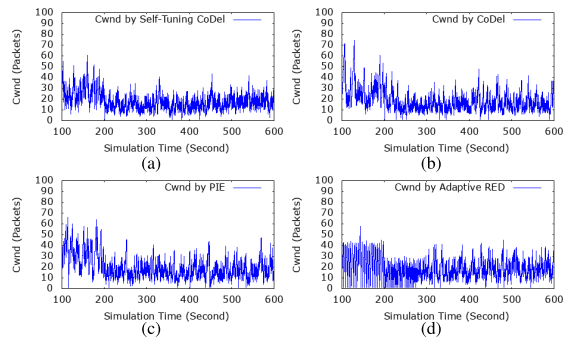 Cwnd by Self-Tuning CoDel
Cwnd (Packets)
100
90
80
70
60
50
40
30
20
10
0
100 200 300 400 500 600
Simulation Time (Second)
(a)
Cwnd by CoDel
Cwnd (Packets)
100
90
80
70
60
50
40
30
20
10
0
100 200 300 400 500 600
Simulation Time (Second)
(b)
Cwnd by PIE
Cwnd (Packets)
100
90
80
70
60
50
40
30
20
10
0
100 200 300 400 500 600
Simulation Time (Second)
(c)
Cwnd by Adaptive RED
Cwnd (Packets)
100
90
80
70
60
50
40
30
20
10
0
100 200 300 400 500 600
Simulation Time (Second)
(d)